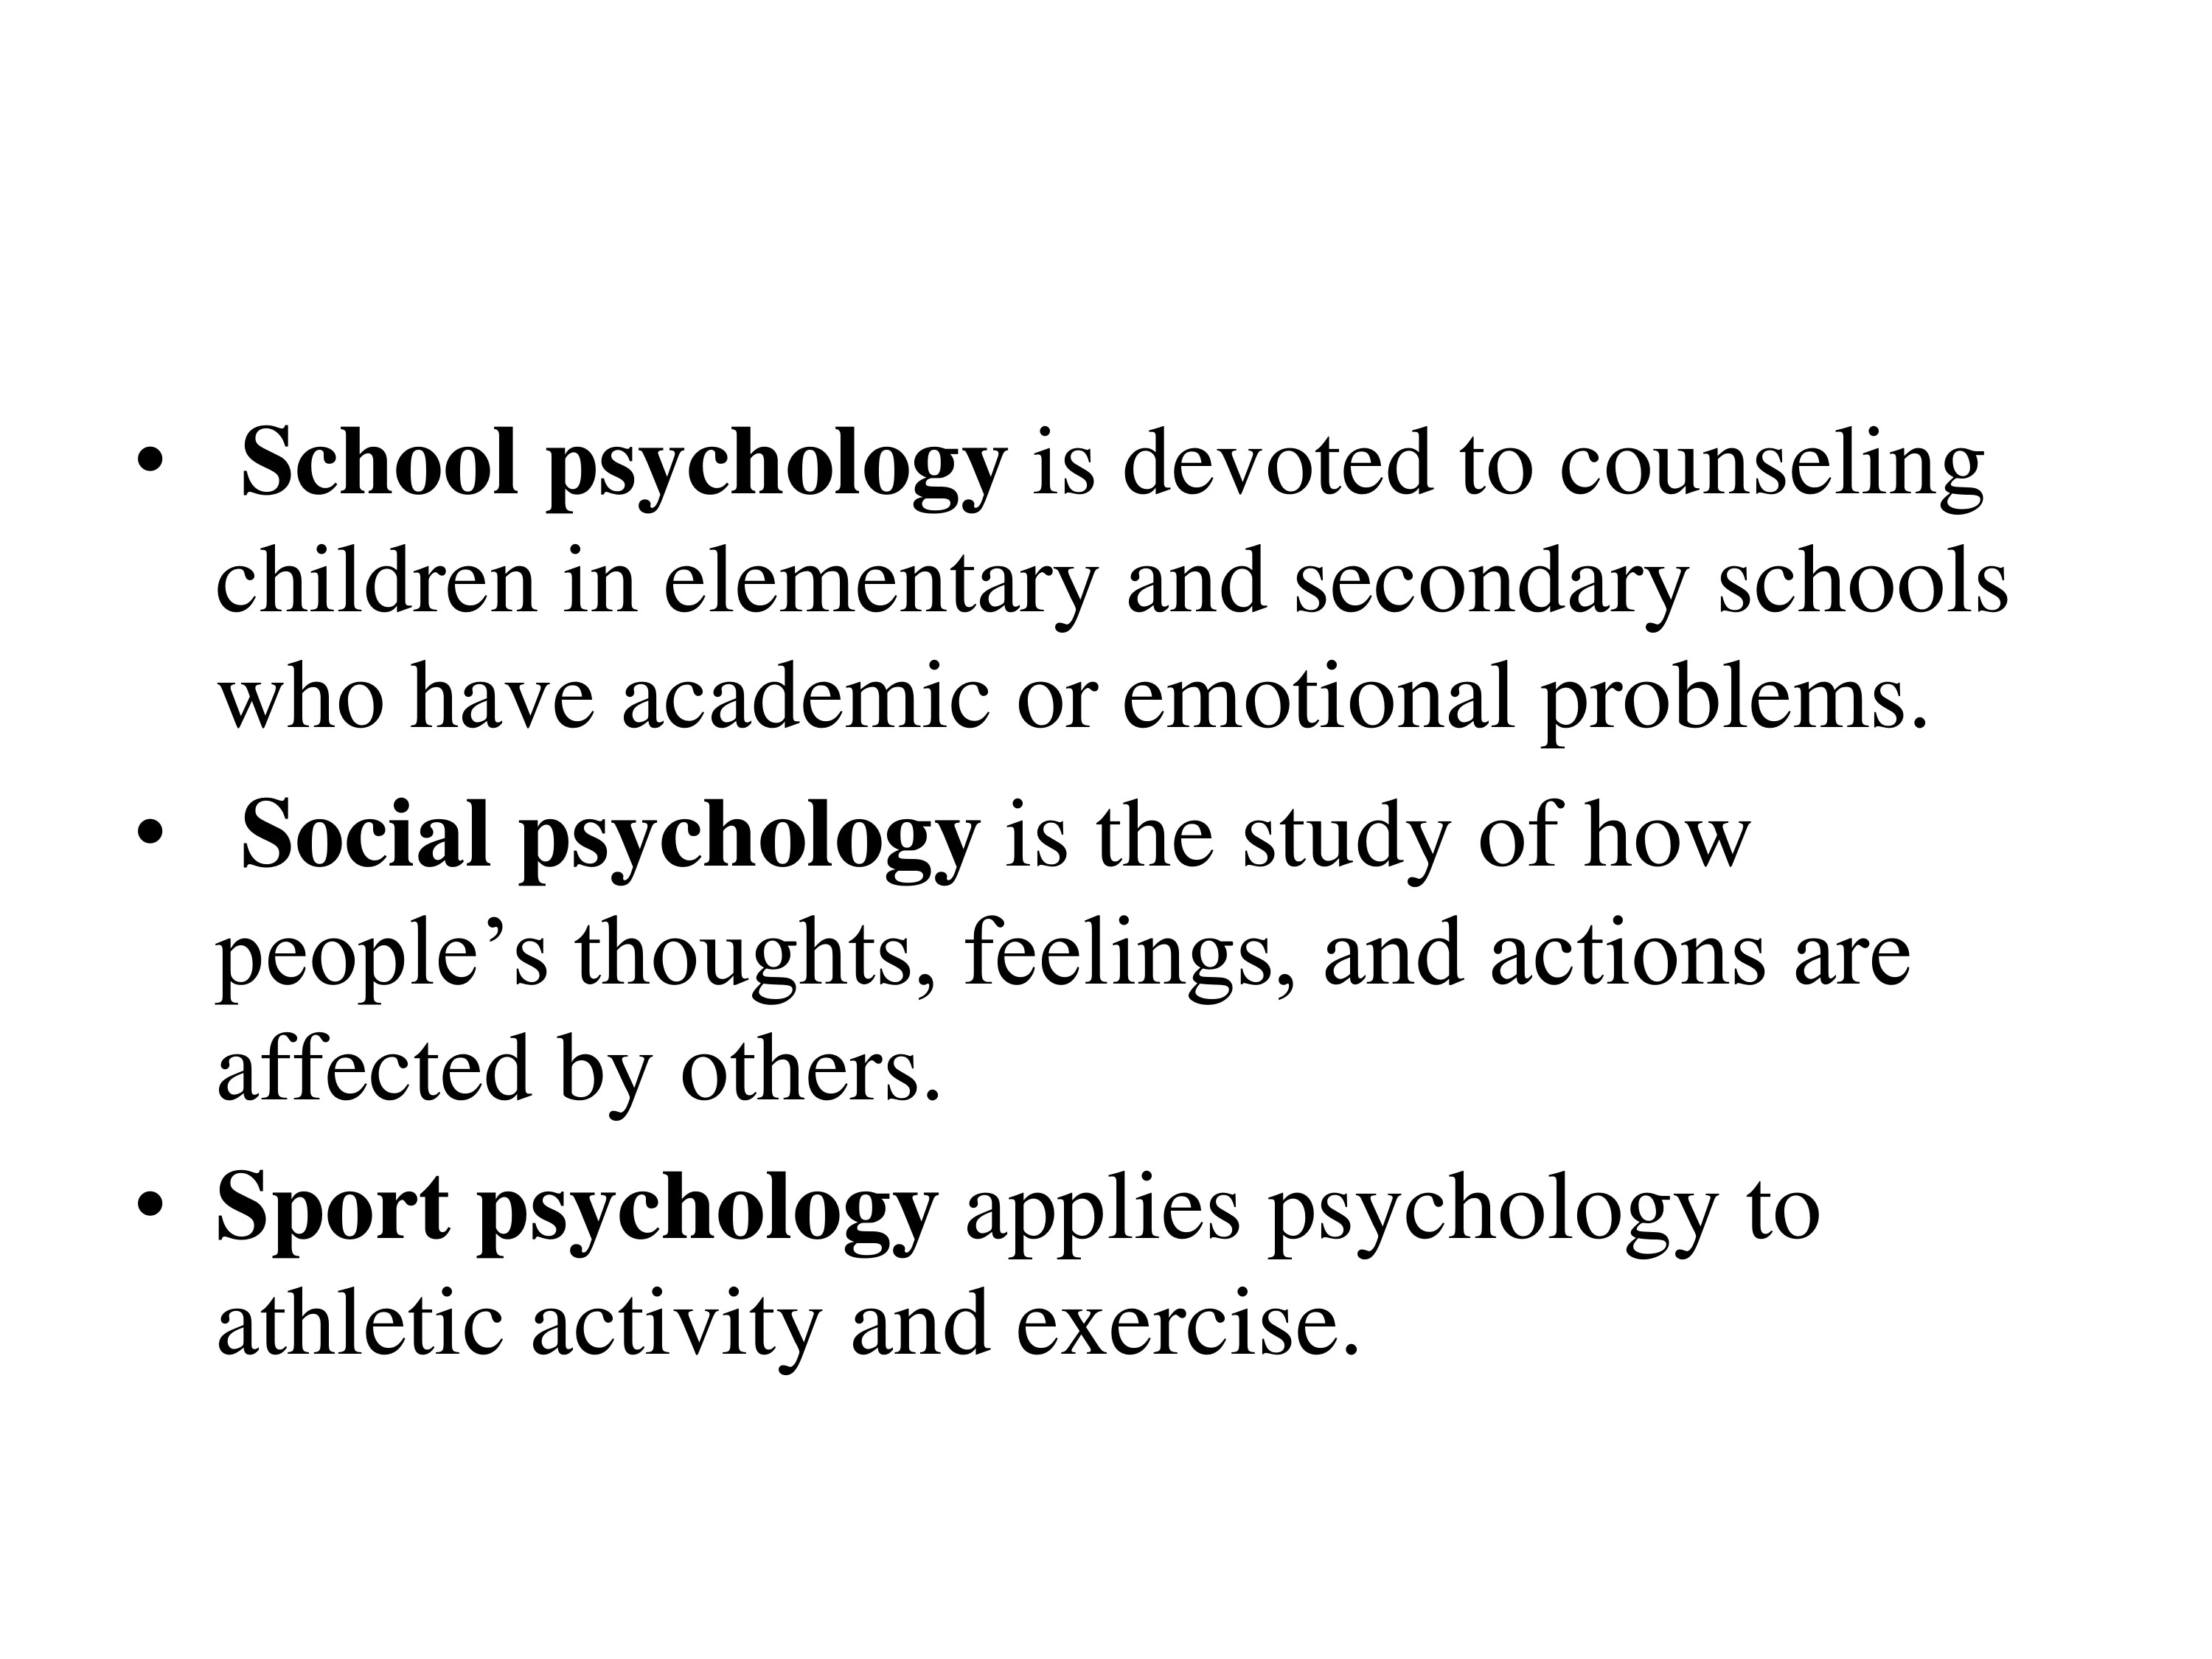 • School psychology is devoted to counseling
children in elementary and secondary schools
who have academic or emotional problems.
• Social psychology is the study of how
people’s thoughts, feelings, and actions are
affected by others.
• Sport psychology applies psychology to
athletic activity and exercise.